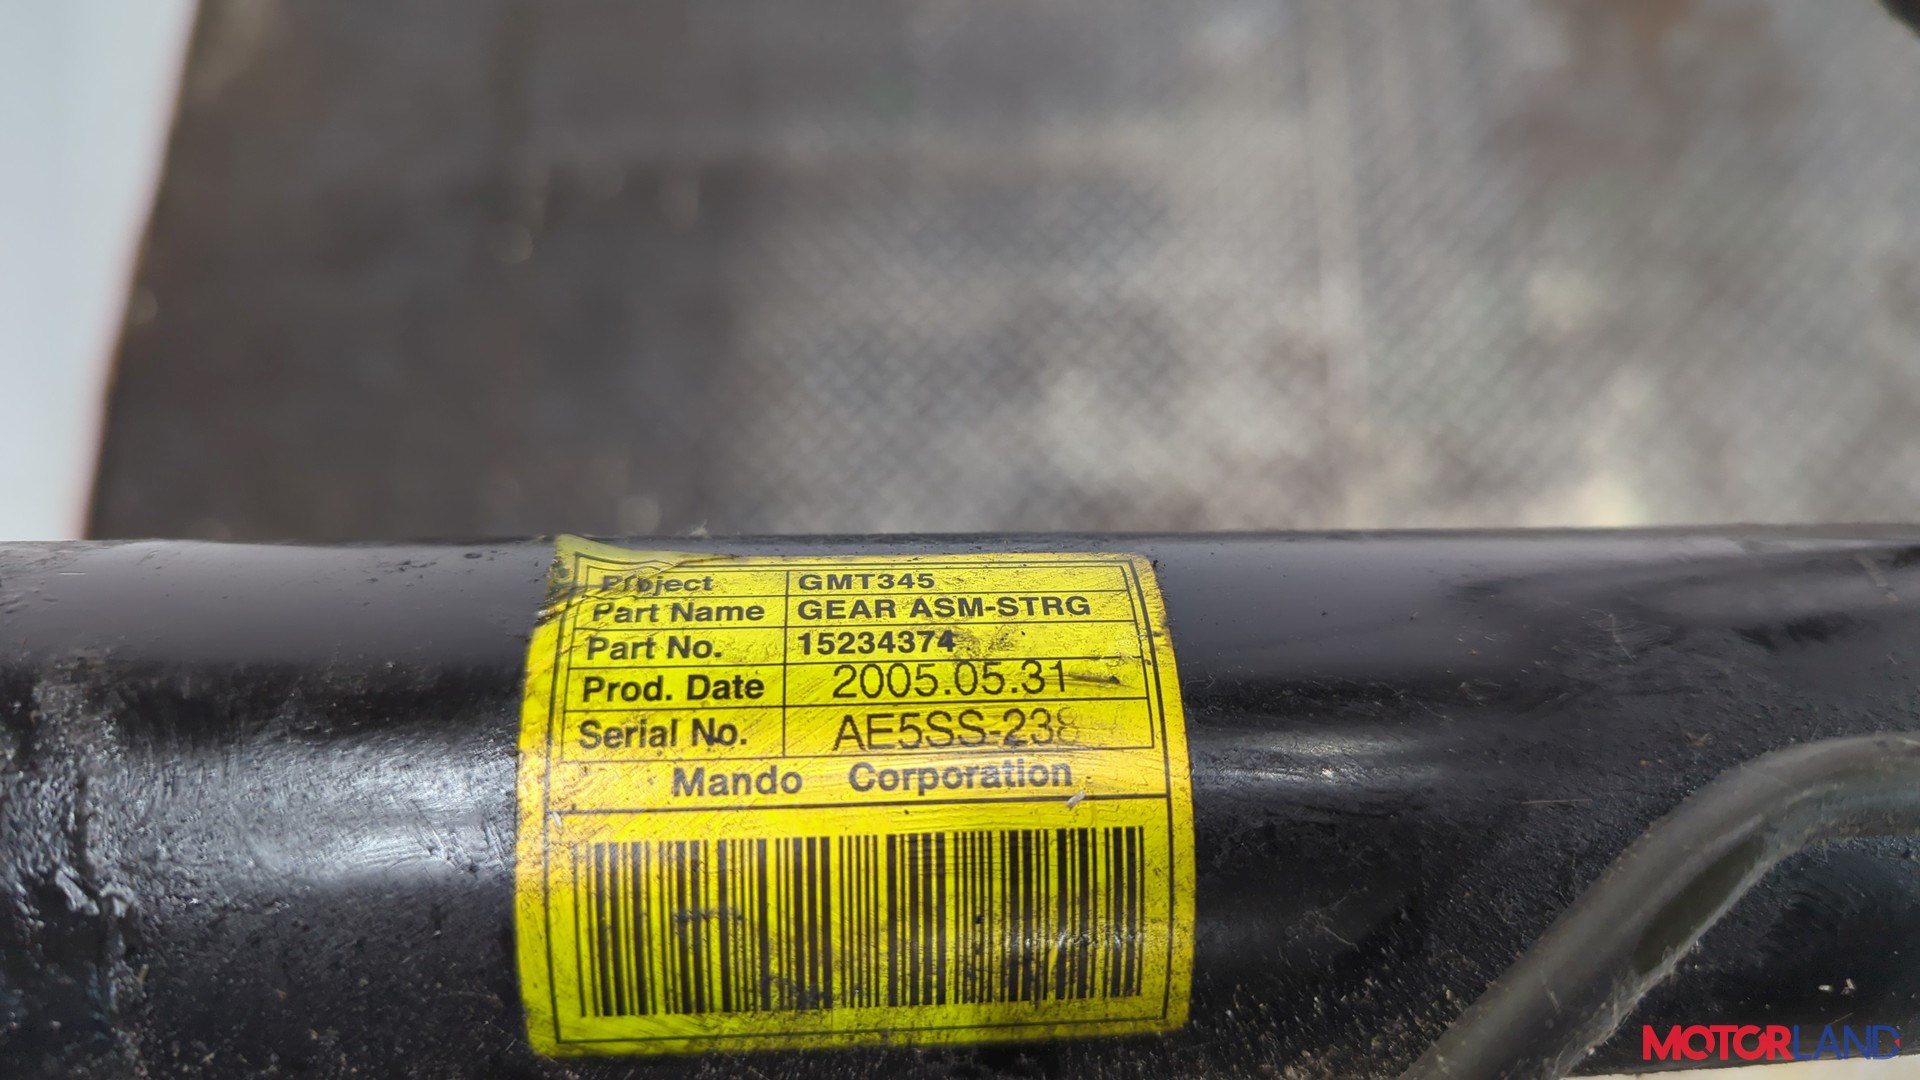 Project GMT345
Part Name GEAR ASM-STRG
Part No. 15234374
Prod. Date 2005.05.31
Serial No. AE5SS-238
Mando Corporation
MOTORLAND